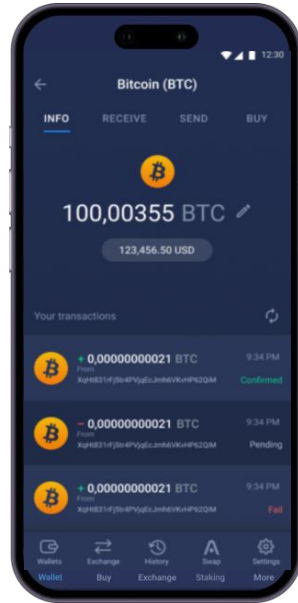 12:30
Bitcoin (BTC)
INFO RECEIVE SEND BUY
100,00355 BTC
123,456.50 USD
Your transactions
+ 0,00000000021 BTC 9:34 PM
From Confirmed
− 0,00000000021 BTC 9:34 PM
From Pending
+ 0,00000000021 BTC 9:34 PM
From Fail
Wallets Exchange History Swap Settings
Wallet Buy Exchange Staking More